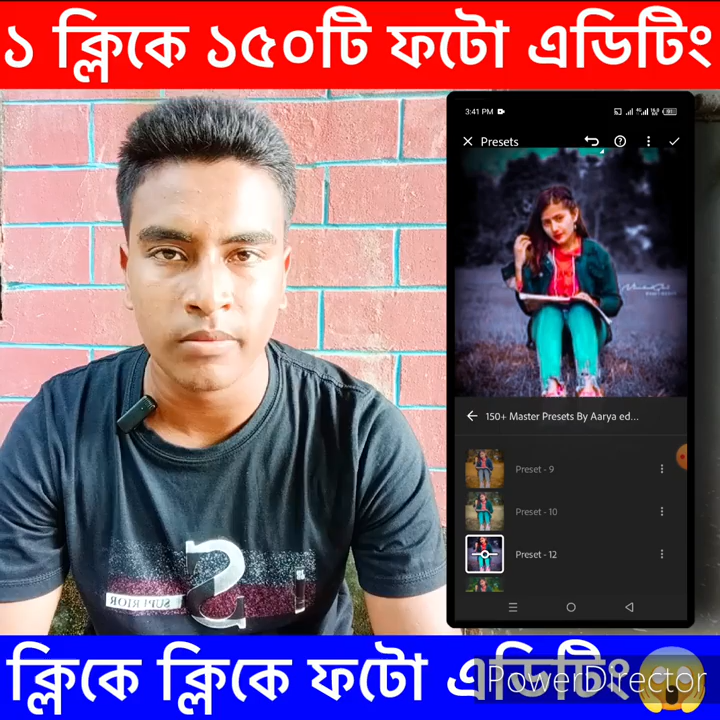 ১ ক্লিকে ১৫০টি ফটো এডিটিং
3:41 PM
Presets
150+ Master Presets By Aarya ed...
Preset - 9
Preset - 10
Preset - 12
SUPERIOR
S
ক্লিকে ক্লিকে ফটো এডিটিং
PowerDirector